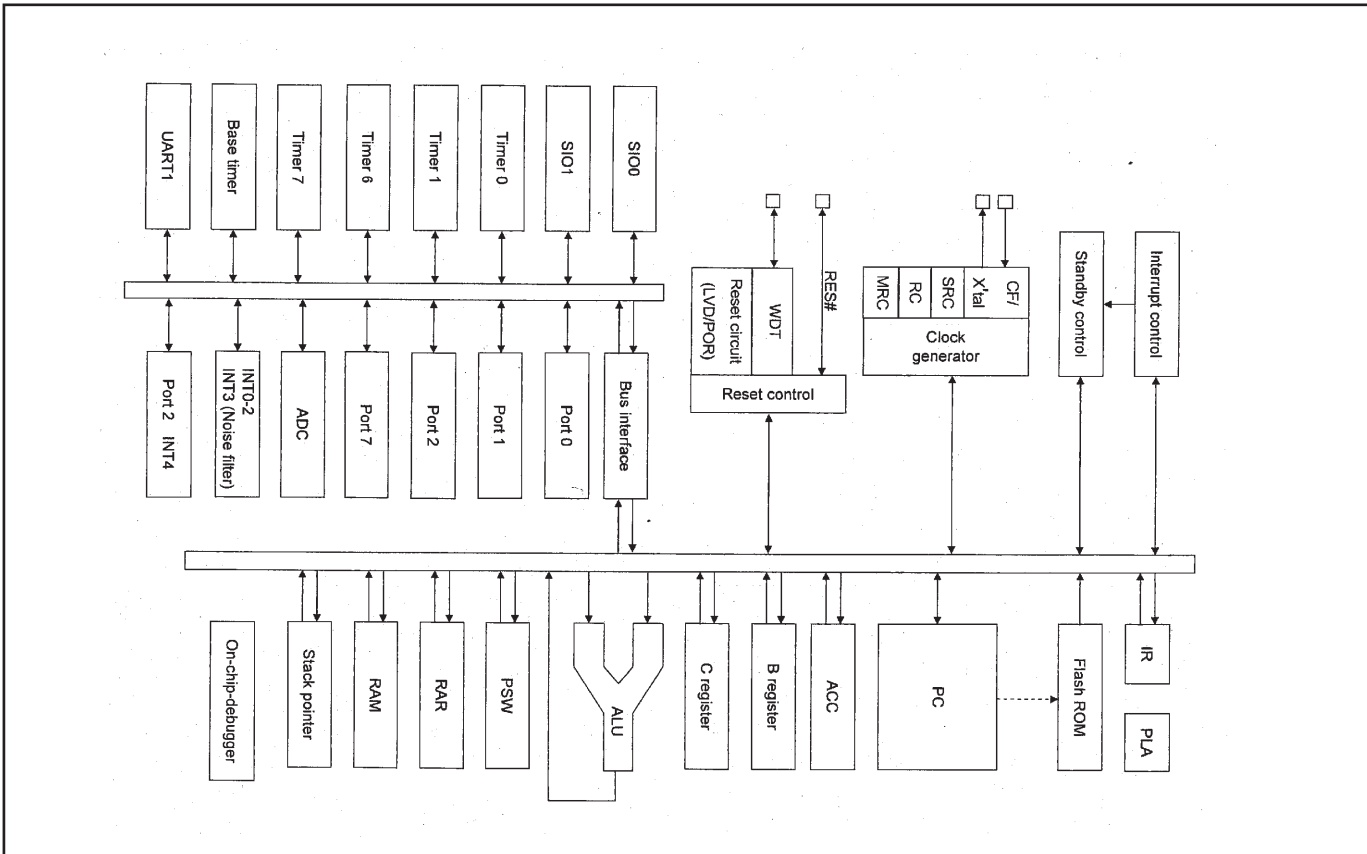 UART1
Base timer
Timer 7
Timer 6
Timer 1
Timer 0
SIO1
SIO0
Port 2 INT4
INT0-2
INT3 (Noise filter)
ADC
Port 7
Port 2
Port 1
Port 0
Bus interface
Reset circuit
(LVD/POR)
WDT
RES#
Reset control
MRC
RC
SRC
X'tal
CF/
Clock
generator
Standby control
Interrupt control
On-chip-debugger
Stack pointer
RAM
RAR
PSW
ALU
C register
B register
ACC
PC
Flash ROM
IR
PLA